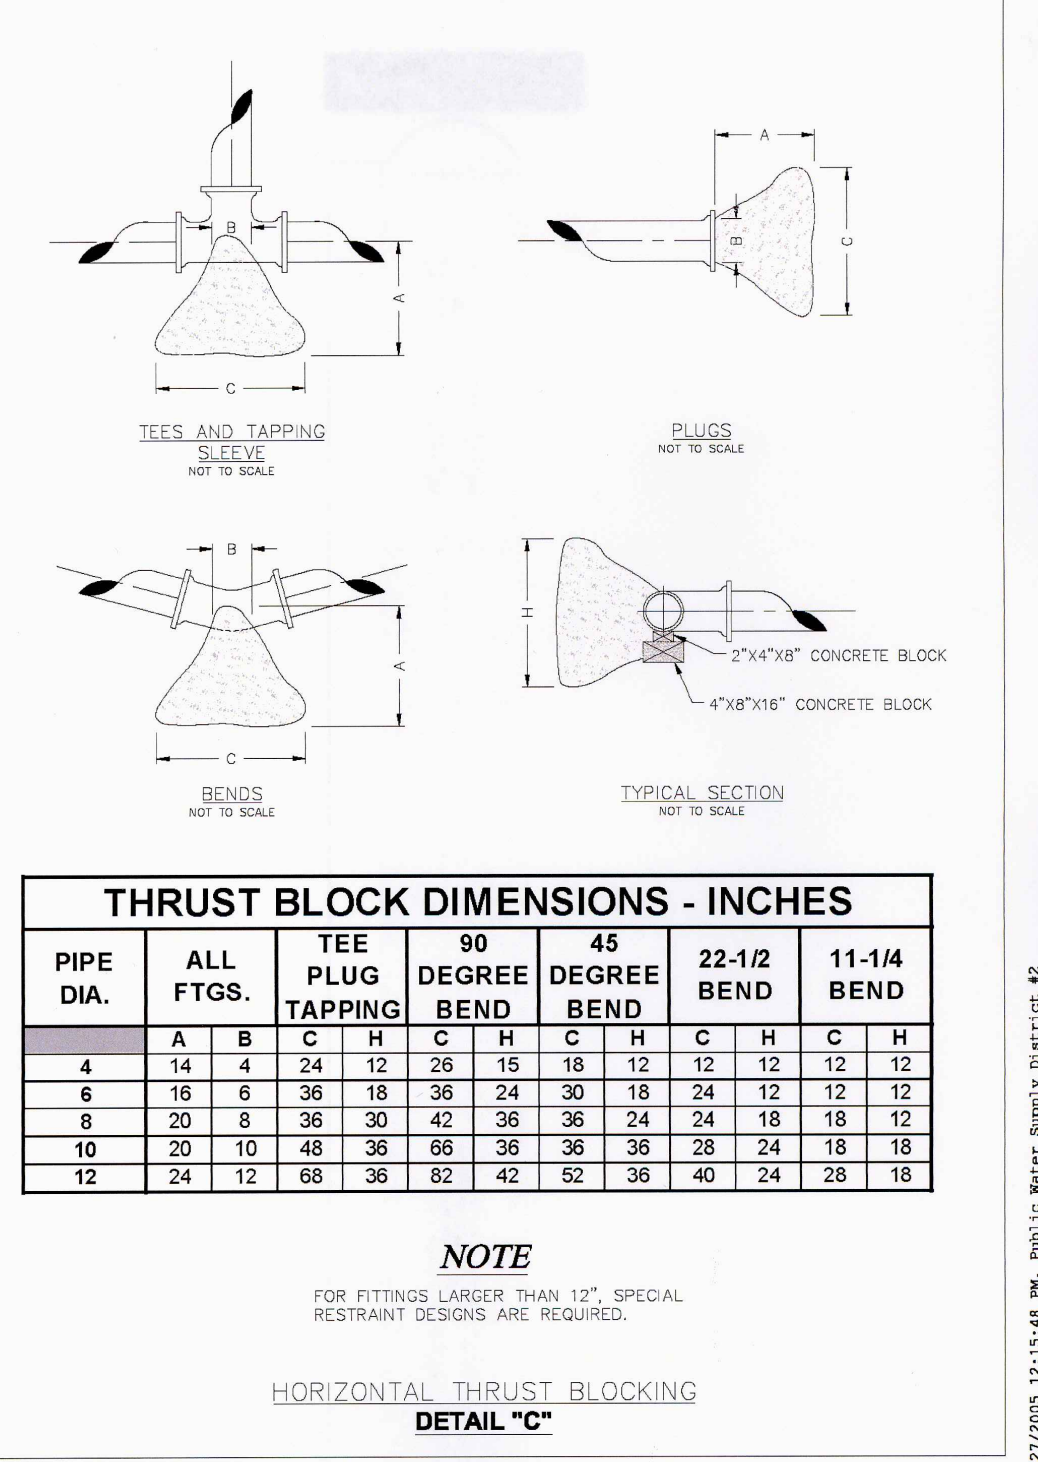 A
B
C
B
A
C
TEES AND TAPPING
SLEEVE
NOT TO SCALE
PLUGS
NOT TO SCALE
B
A
C
H
2"X4"X8" CONCRETE BLOCK
4"X8"X16" CONCRETE BLOCK
BENDS
NOT TO SCALE
TYPICAL SECTION
NOT TO SCALE
THRUST BLOCK DIMENSIONS - INCHES
PIPE DIA. ALL FTGS. TEE PLUG TAPPING 90 DEGREE BEND 45 DEGREE BEND 22-1/2 BEND 11-1/4 BEND
A B C H C H C H C H C H
4 14 4 24 12 26 15 18 12 12 12 12 12
6 16 6 36 18 36 24 30 18 24 12 12 12
8 20 8 36 30 42 36 36 24 24 18 18 12
10 20 10 48 36 66 36 36 36 28 24 18 18
12 24 12 68 36 82 42 52 36 40 24 28 18
NOTE
FOR FITTINGS LARGER THAN 12", SPECIAL
RESTRAINT DESIGNS ARE REQUIRED.
HORIZONTAL THRUST BLOCKING
DETAIL "C"
27/2005 12:15:48 PM, Public Water Supply District #2